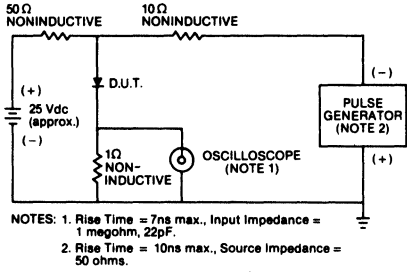 50Ω
NONINDUCTIVE
10Ω
NONINDUCTIVE
(+)
25 Vdc
(approx.)
(−)
D.U.T.
1Ω
NON-
INDUCTIVE
OSCILLOSCOPE
(NOTE 1)
(−)
PULSE
GENERATOR
(NOTE 2)
(+)
NOTES: 1. Rise Time = 7ns max., Input Impedance =
1 megohm, 22pF.
2. Rise Time = 10ns max., Source Impedance =
50 ohms.